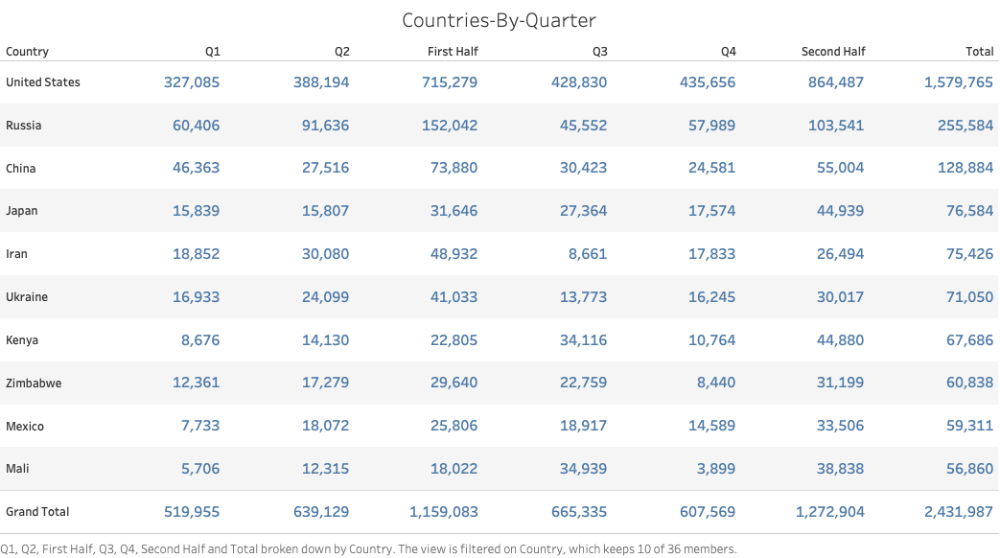 Countries-By-Quarter
Country Q1 Q2 First Half Q3 Q4 Second Half Total
United States 327,085 388,194 715,279 428,830 435,656 864,487 1,579,765
Russia 60,406 91,636 152,042 45,552 57,989 103,541 255,584
China 46,363 27,516 73,880 30,423 24,581 55,004 128,884
Japan 15,839 15,807 31,646 27,364 17,574 44,939 76,584
Iran 18,852 30,080 48,932 8,661 17,833 26,494 75,426
Ukraine 16,933 24,099 41,033 13,773 16,245 30,017 71,050
Kenya 8,676 14,130 22,805 34,116 10,764 44,880 67,686
Zimbabwe 12,361 17,279 29,640 22,759 8,440 31,199 60,838
Mexico 7,733 18,072 25,806 18,917 14,589 33,506 59,311
Mali 5,706 12,315 18,022 34,939 3,899 38,838 56,860
Grand Total 519,955 639,129 1,159,083 665,335 607,569 1,272,904 2,431,987
Q1, Q2, First Half, Q3, Q4, Second Half and Total broken down by Country. The view is filtered on Country, which keeps 10 of 36 members.